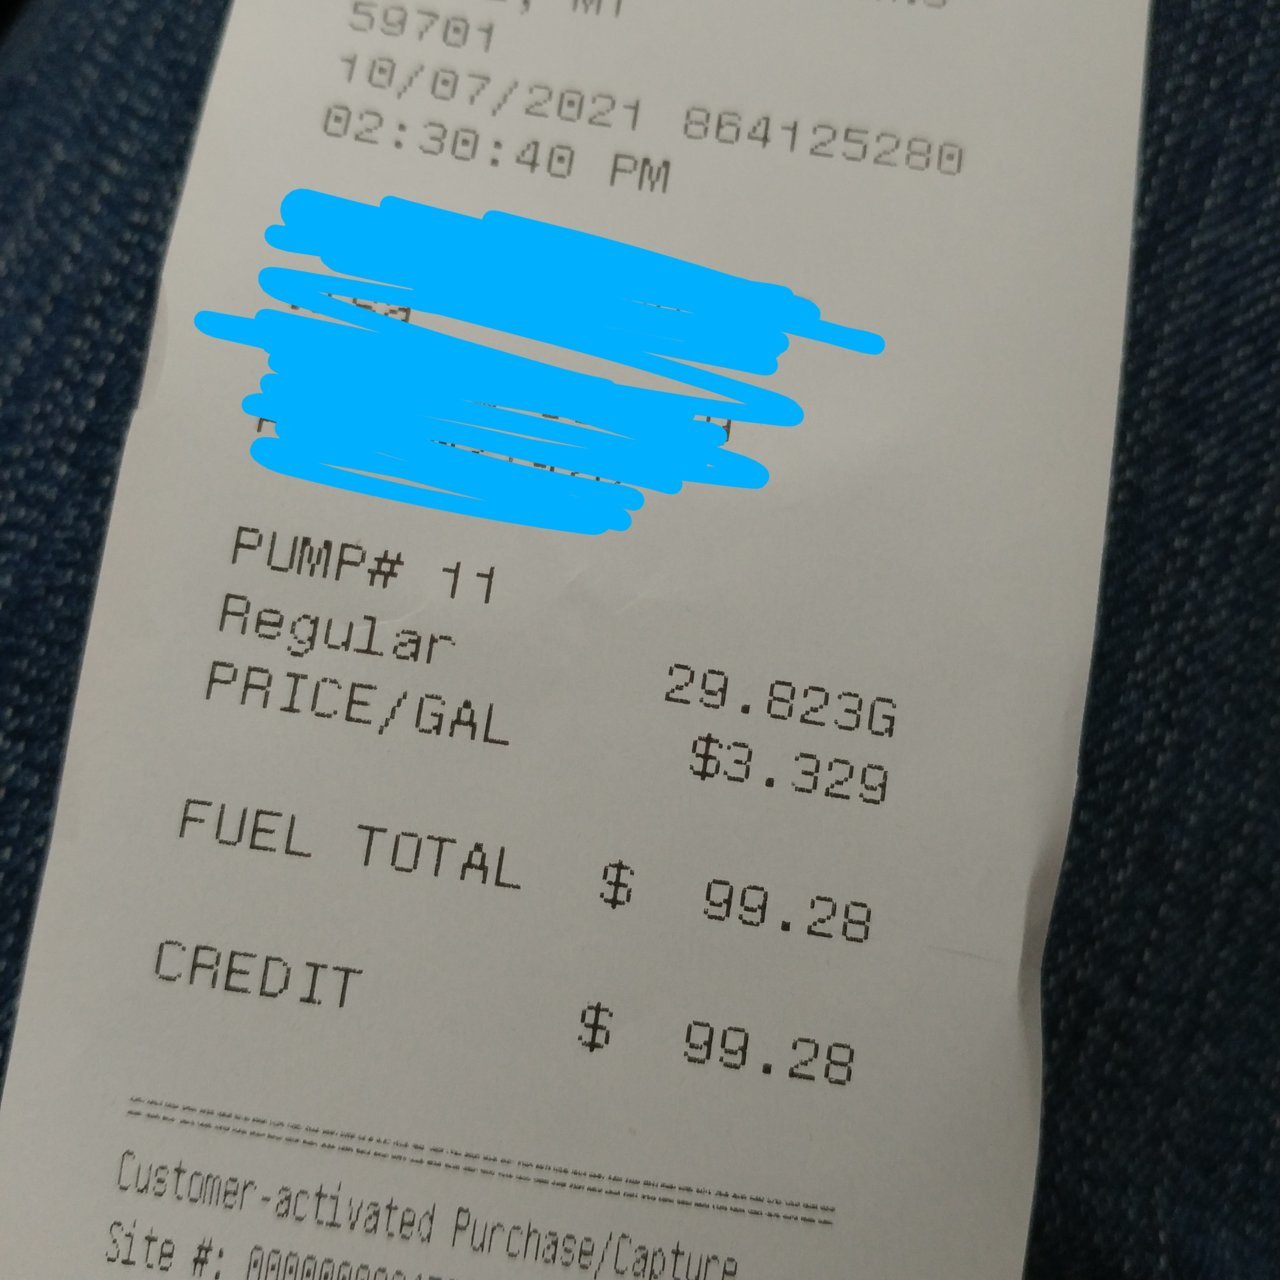 MT
59701
10/07/2021 864125280
02:30:40 PM
PUMP# 11
Regular 29.823G
PRICE/GAL $3.329
FUEL TOTAL $ 99.28
CREDIT $ 99.28
Customer-activated Purchase/Capture
Site #: